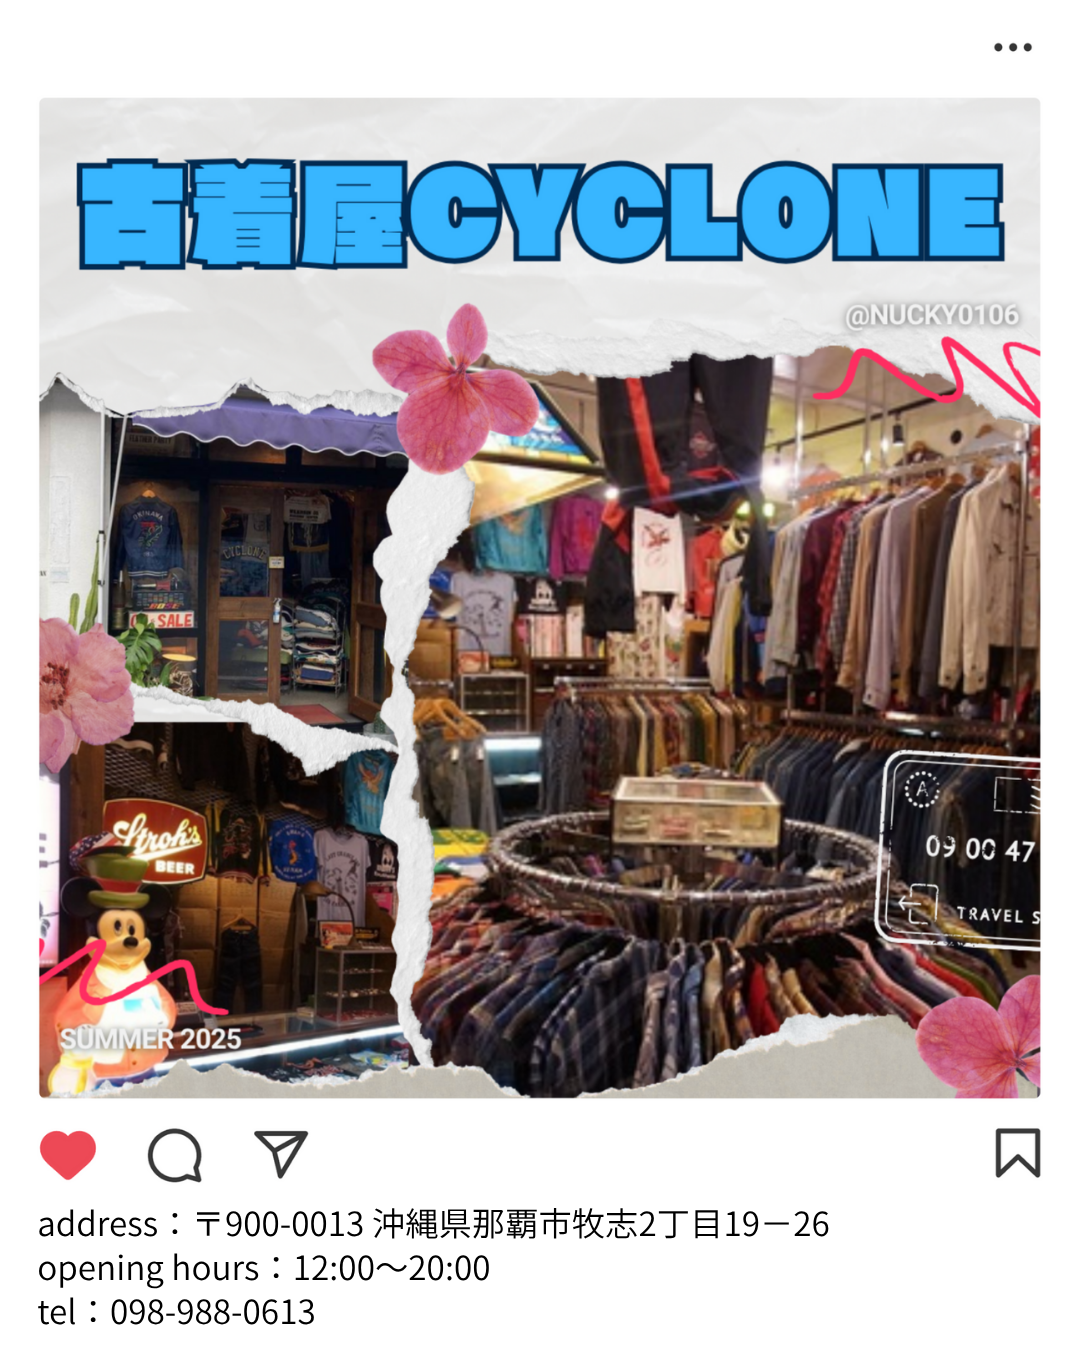 古着屋CYCLONE
@NUCKY0106
OKINAWA
CYCLONE
SALE
Stroh's
BEER
A
09 00 47
TRAVEL S
SUMMER 2025
address：〒900-0013 沖縄県那覇市牧志2丁目19－26
opening hours：12:00〜20:00
tel：098-988-0613